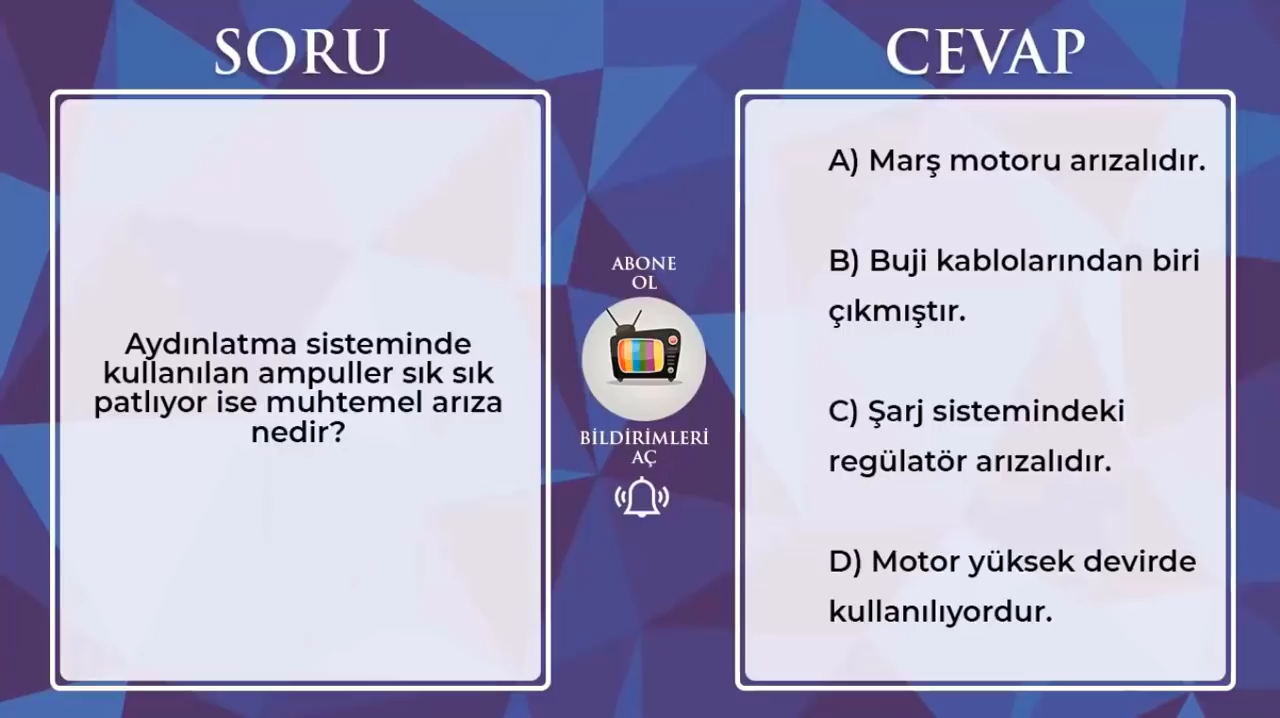 SORU
Aydınlatma sisteminde
kullanılan ampuller sık sık
patlıyor ise muhtemel arıza
nedir?
ABONE
OL
BİLDİRİMLERİ
AÇ
CEVAP
A) Marş motoru arızalıdır.
B) Buji kablolarından biri
çıkmıştır.
C) Şarj sistemindeki
regülatör arızalıdır.
D) Motor yüksek devirde
kullanılıyordur.